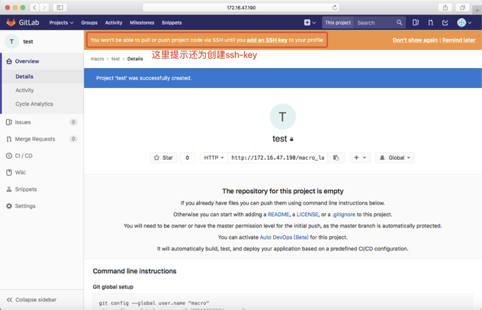 172.16.47.190
GitLab Projects Groups Activity Milestones Snippets This project Search
T test
You won't be able to pull or push project code via SSH until you add an SSH key to your profile Don't show again | Remind later
这里提示还为创建ssh-key
macro › test › Details
Overview
Details
Activity
Cycle Analytics
Issues 0
Merge Requests 0
CI / CD
Wiki
Snippets
Settings
Collapse sidebar
Project 'test' was successfully created.
T
test
Star 0 HTTP http://172.16.47.190/macro_la Global
The repository for this project is empty
If you already have files you can push them using command line instructions below.
Otherwise you can start with adding a README, a LICENSE, or a .gitignore to this project.
You will need to be owner or have the master permission level for the initial push, as the master branch is automatically protected.
You can activate Auto DevOps (Beta) for this project.
It will automatically build, test, and deploy your application based on a predefined CI/CD configuration.
Command line instructions
Git global setup
git config --global user.name "macro"